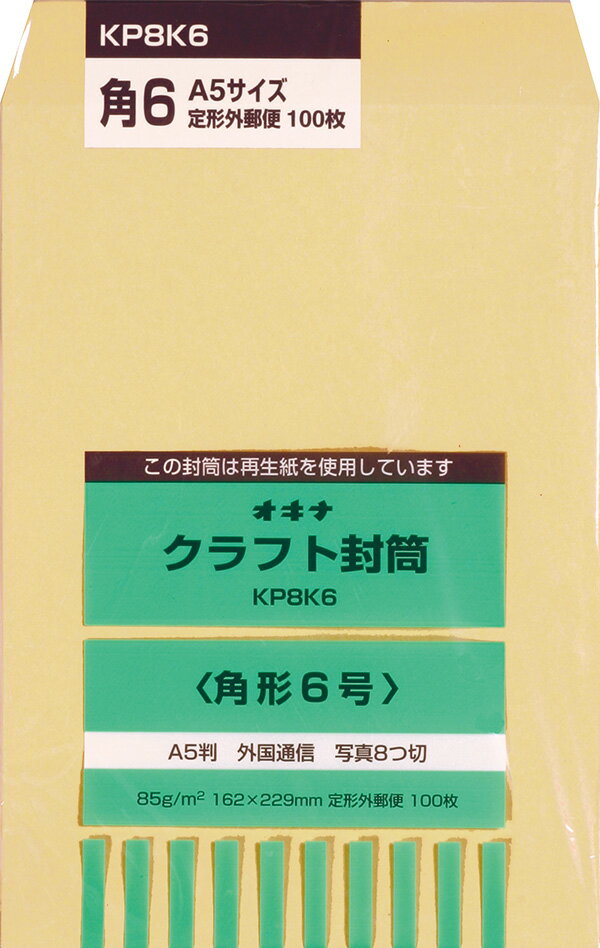 KP8K6
角6 A5サイズ
定形外郵便 100枚
この封筒は再生紙を使用しています
オキナ
クラフト封筒
KP8K6
〈角形6号〉
A5判 外国通信 写真8つ切
85g/m² 162×229mm 定形外郵便 100枚